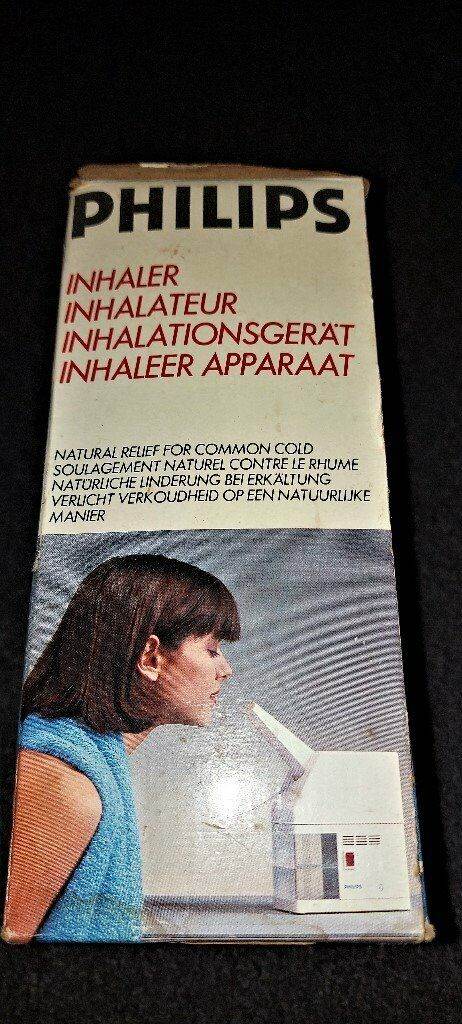 PHILIPS
INHALER
INHALATEUR
INHALATIONSGERÄT
INHALEER APPARAAT
NATURAL RELIEF FOR COMMON COLD
SOULAGEMENT NATUREL CONTRE LE RHUME
NATÜRLICHE LINDERUNG BEI ERKÄLTUNG
VERLICHT VERKOUDHEID OP EEN NATUURLIJKE
MANIER
PHILIPS